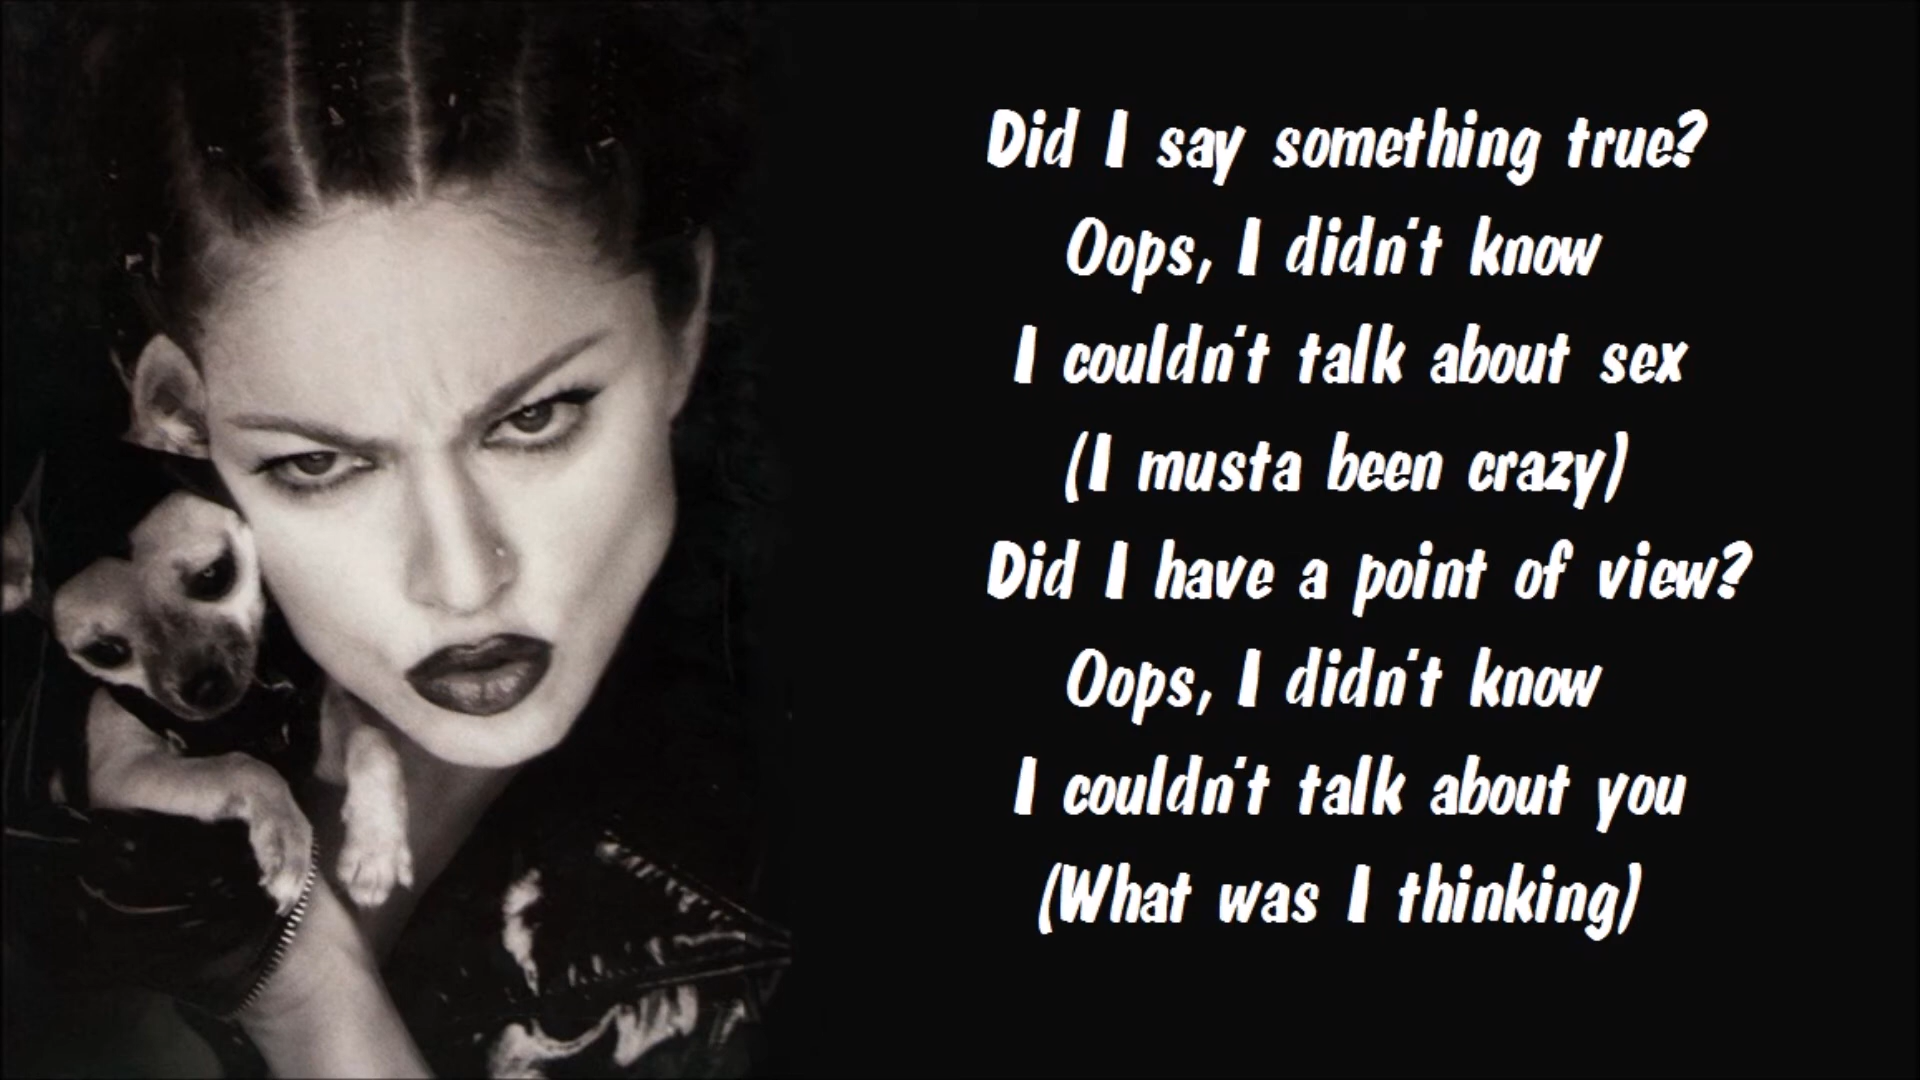 Did I say something true?
Oops, I didn't know
I couldn't talk about sex
(I musta been crazy)
Did I have a point of view?
Oops, I didn't know
I couldn't talk about you
(What was I thinking)